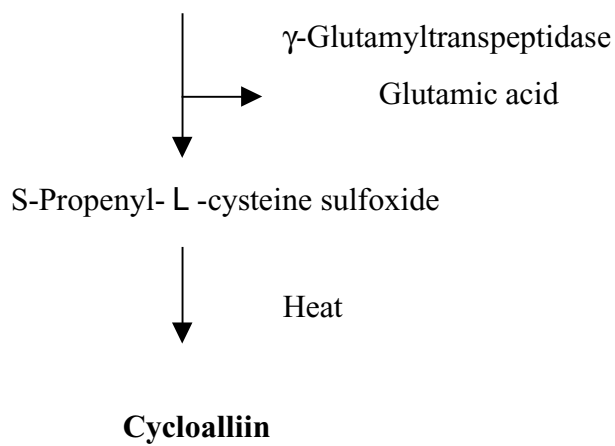 γ-Glutamyltranspeptidase
Glutamic acid
S-Propenyl- L -cysteine sulfoxide
Heat
Cycloalliin